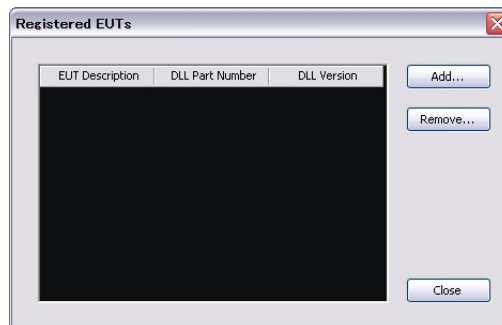 Registered EUTs
EUT Description DLL Part Number DLL Version
Add...
Remove...
Close